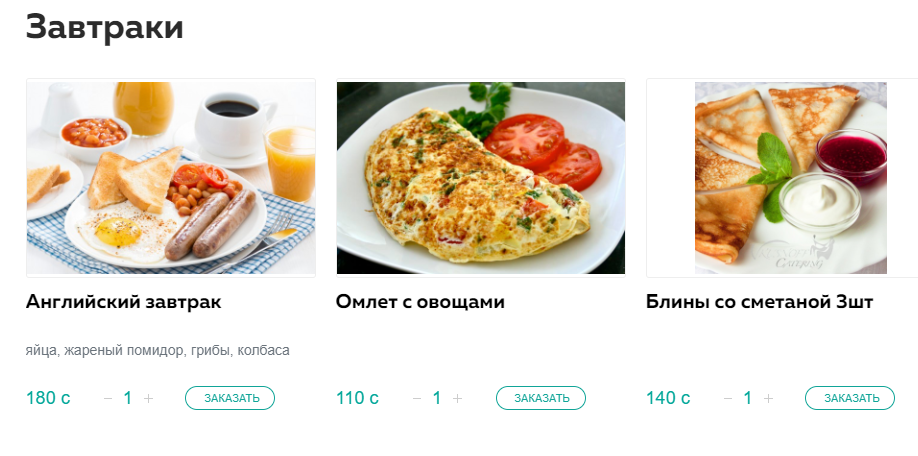 Завтраки
Английский завтрак
яйца, жареный помидор, грибы, колбаса
180 с
− 1 +
ЗАКАЗАТЬ
Омлет с овощами
110 с
− 1 +
ЗАКАЗАТЬ
CATERING
Блины со сметаной 3шт
140 с
− 1 +
ЗАКАЗАТЬ